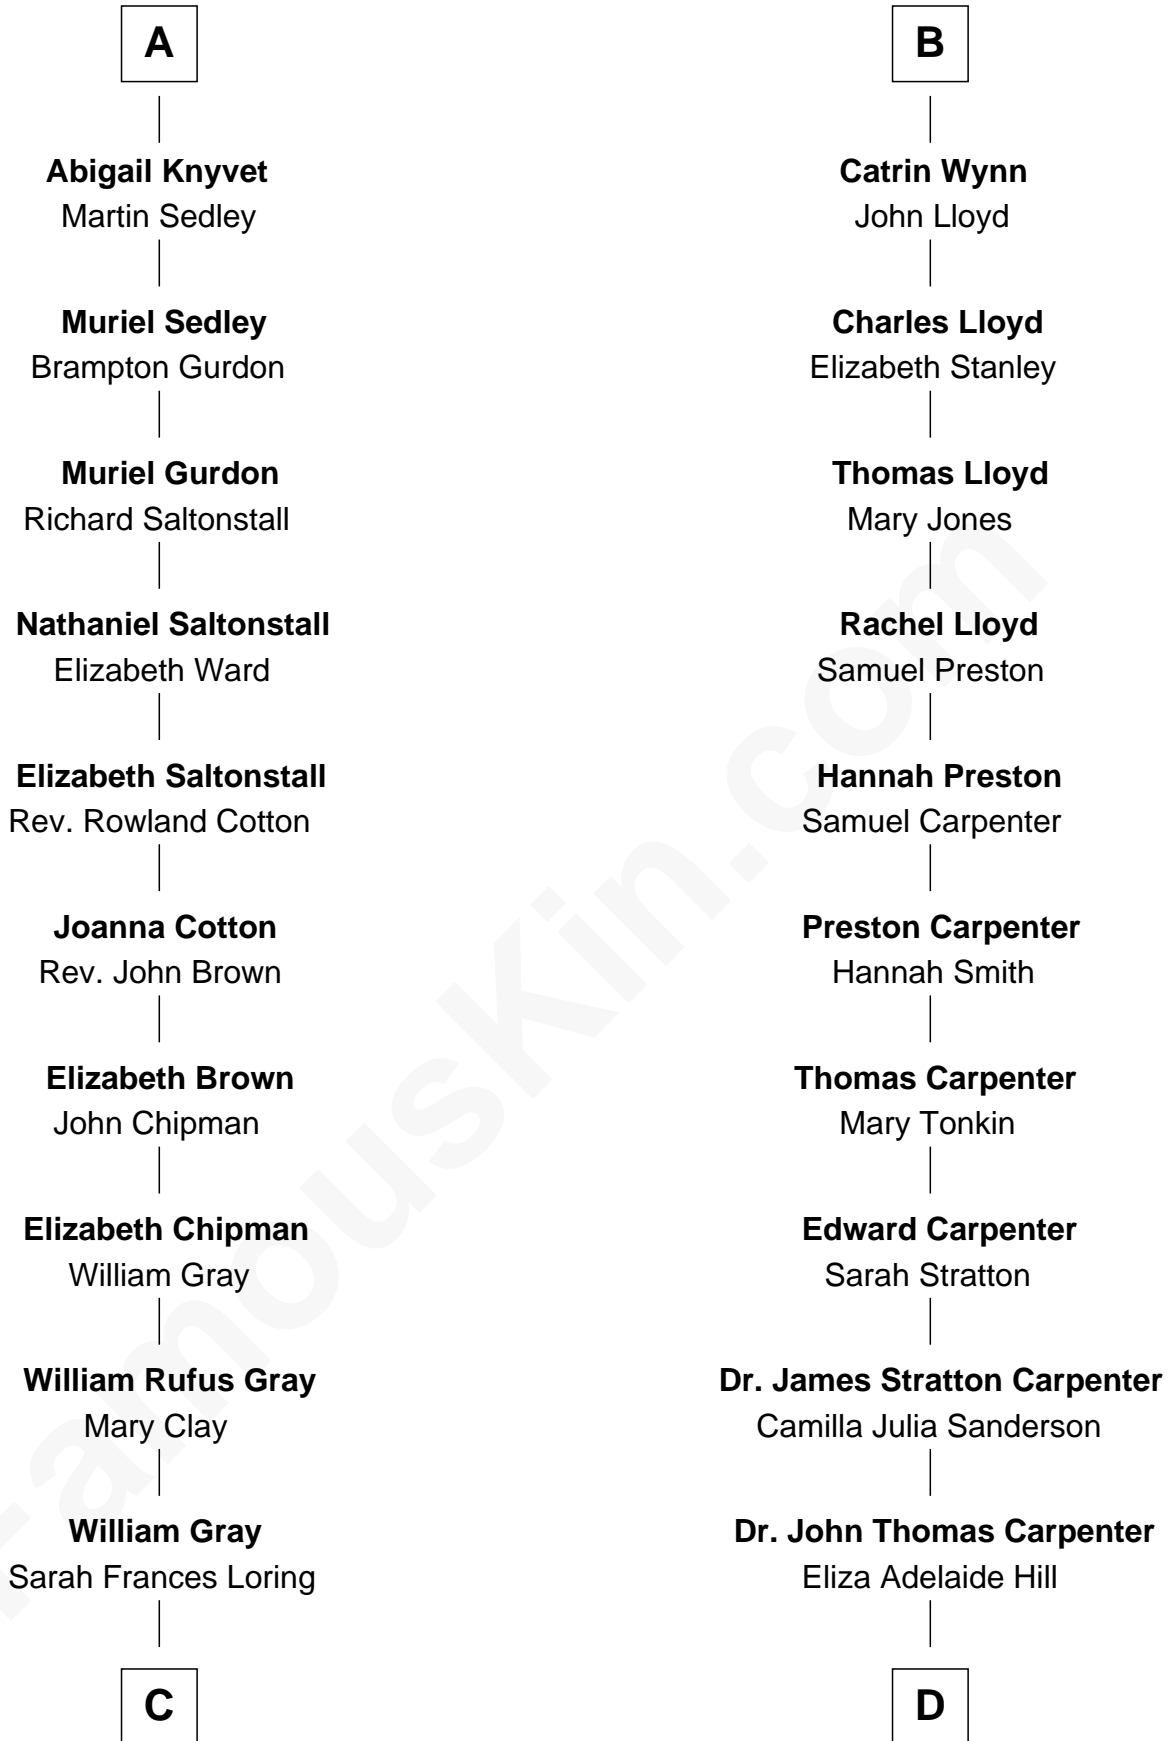 A
Abigail Knyvet
Martin Sedley
Muriel Sedley
Brampton Gurdon
Muriel Gurdon
Richard Saltonstall
Nathaniel Saltonstall
Elizabeth Ward
Elizabeth Saltonstall
Rev. Rowland Cotton
Joanna Cotton
Rev. John Brown
Elizabeth Brown
John Chipman
Elizabeth Chipman
William Gray
William Rufus Gray
Mary Clay
William Gray
Sarah Frances Loring
C
B
Catrin Wynn
John Lloyd
Charles Lloyd
Elizabeth Stanley
Thomas Lloyd
Mary Jones
Rachel Lloyd
Samuel Preston
Hannah Preston
Samuel Carpenter
Preston Carpenter
Hannah Smith
Thomas Carpenter
Mary Tonkin
Edward Carpenter
Sarah Stratton
Dr. James Stratton Carpenter
Camilla Julia Sanderson
Dr. John Thomas Carpenter
Eliza Adelaide Hill
D
FamousKin.com